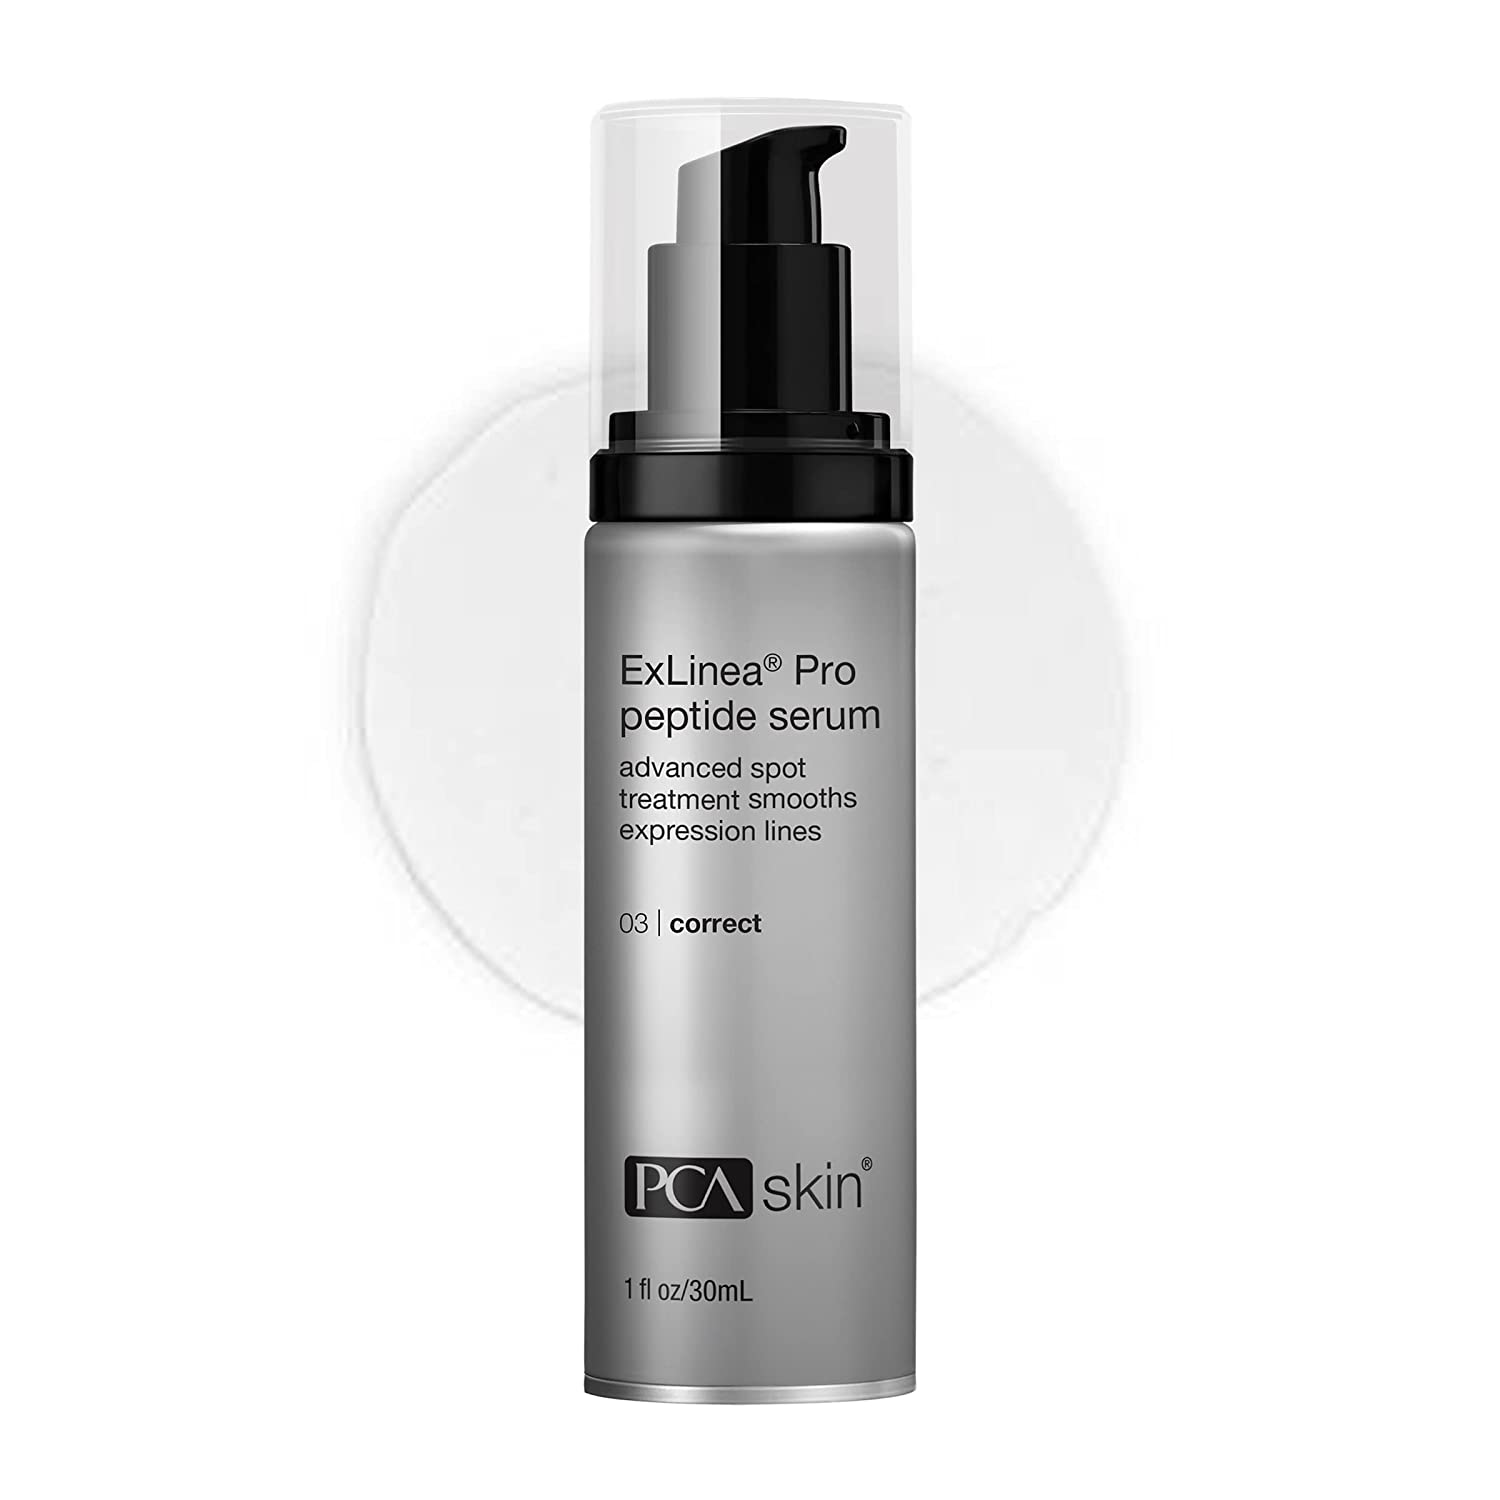 ExLinea® Pro
peptide serum
advanced spot
treatment smooths
expression lines
03 | correct
PCA skin®
1 fl oz/30mL